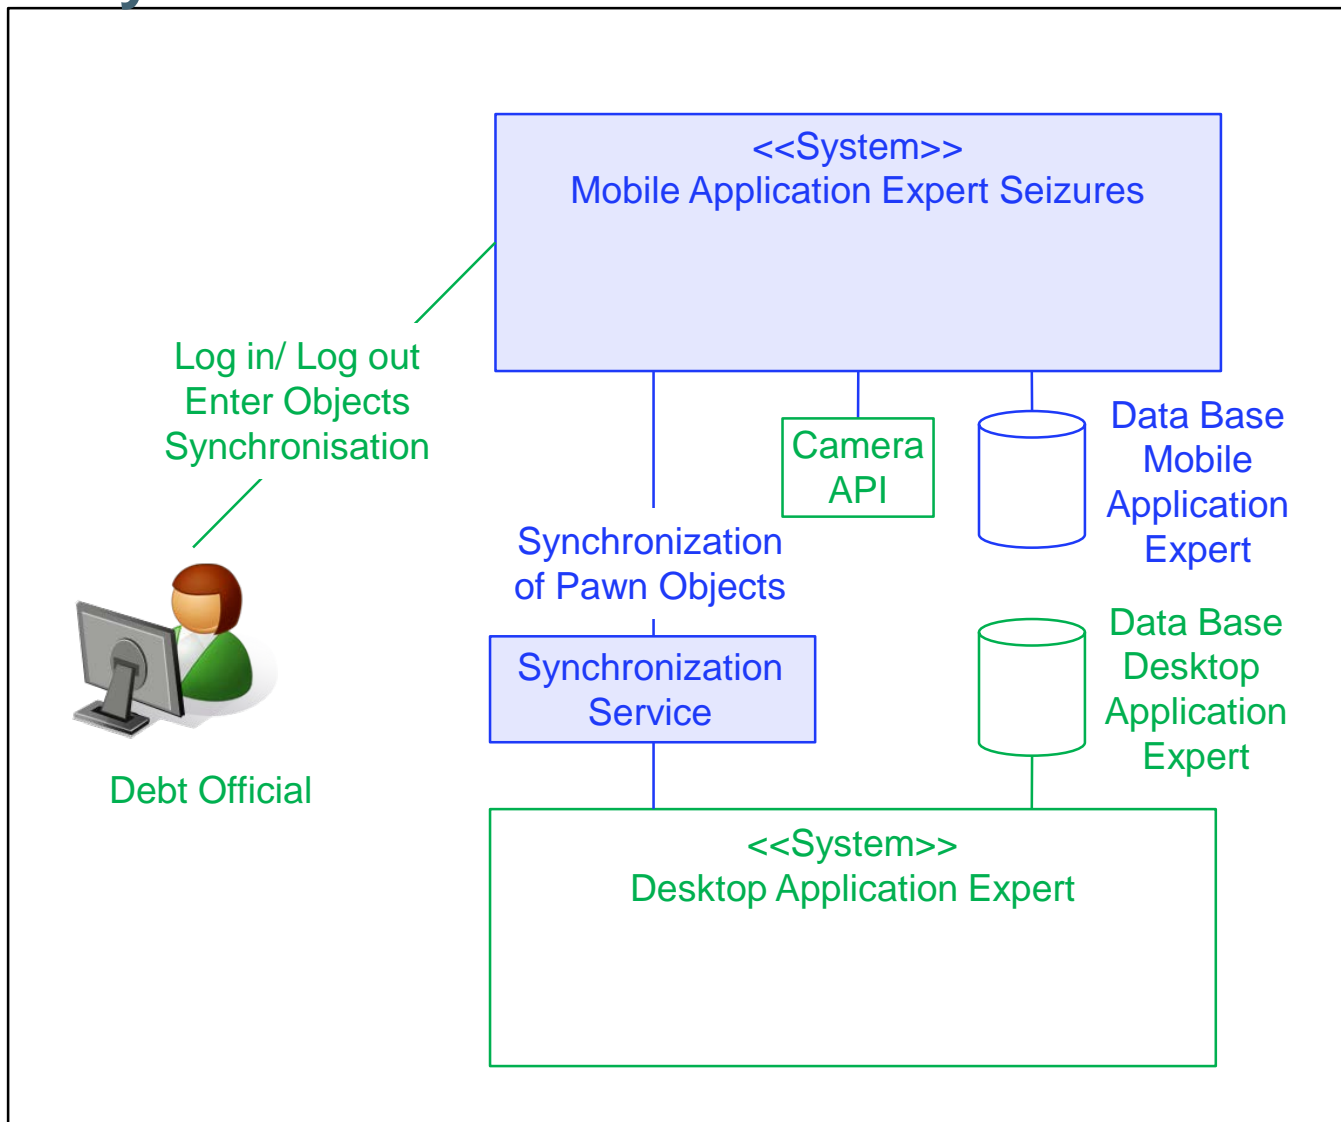 <<System>>
Mobile Application Expert Seizures
Log in/ Log out
Enter Objects
Synchronisation
Camera
API
Data Base
Mobile
Application
Expert
Synchronization
of Pawn Objects
Synchronization
Service
Data Base
Desktop
Application
Expert
Debt Official
<<System>>
Desktop Application Expert